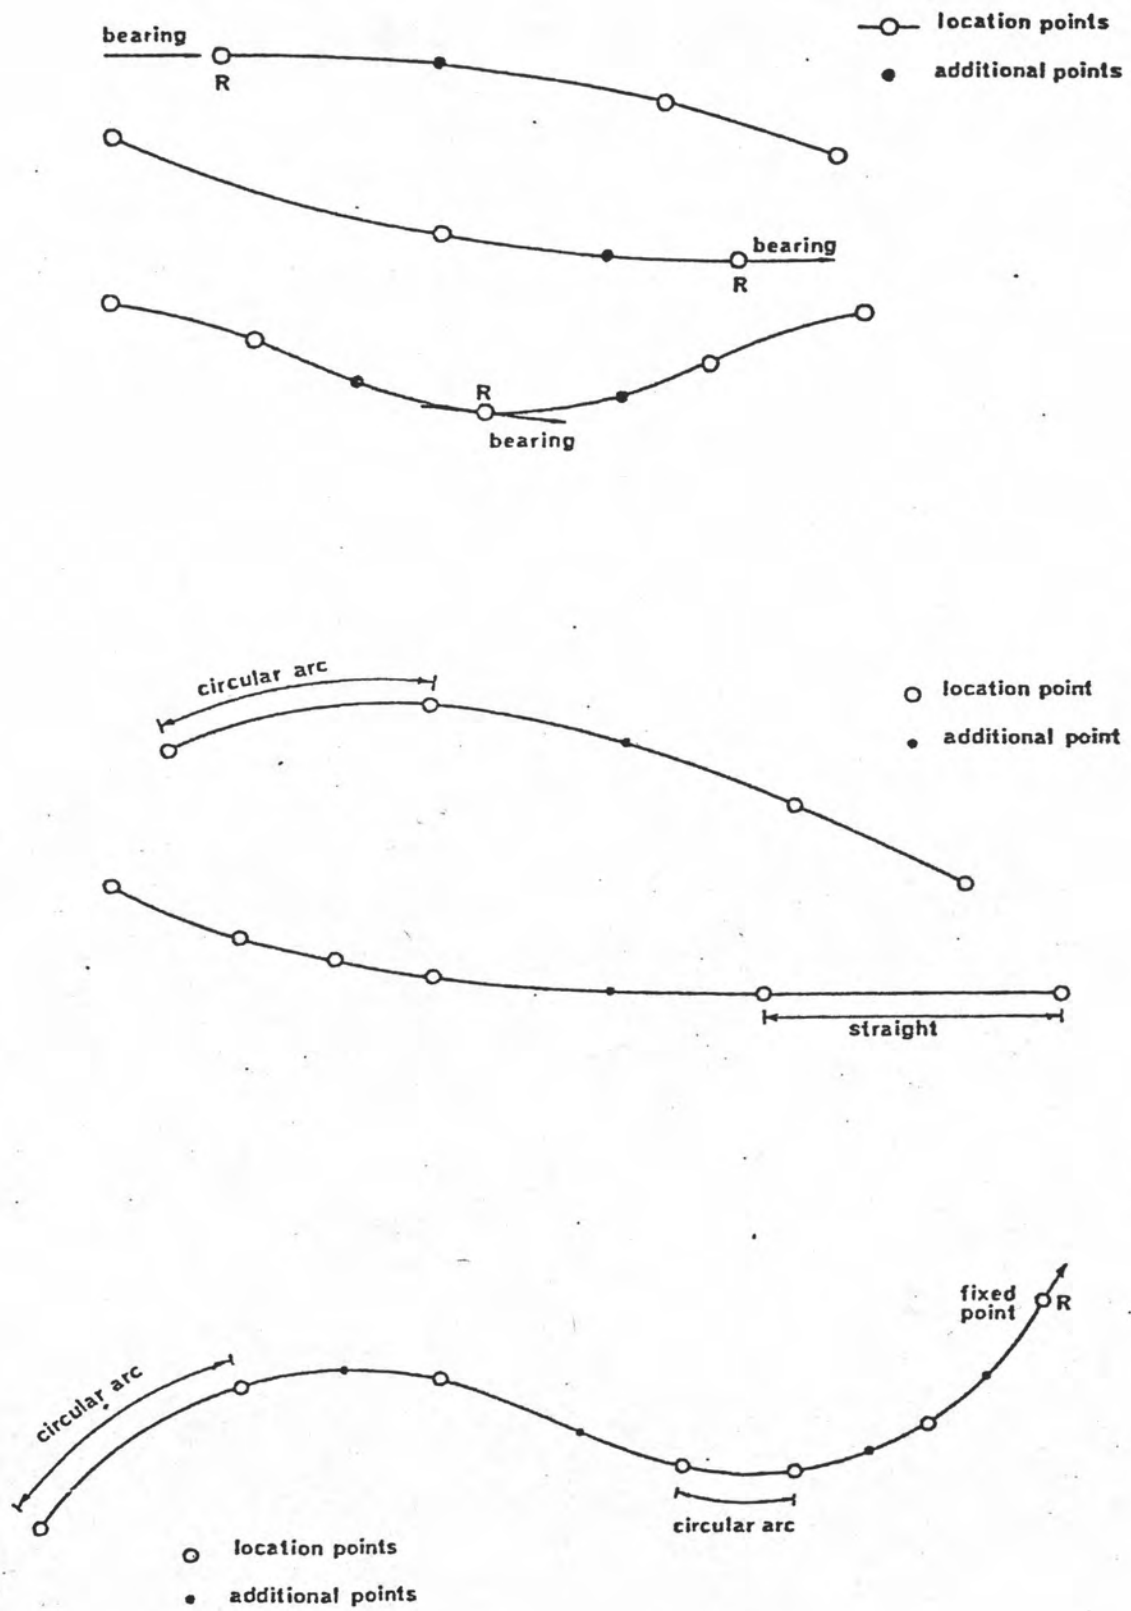 bearing
location points
R
additional points
bearing
R
R
bearing
circular arc
location point
additional point
straight
fixed
point
R
circular arc
circular arc
location points
additional points